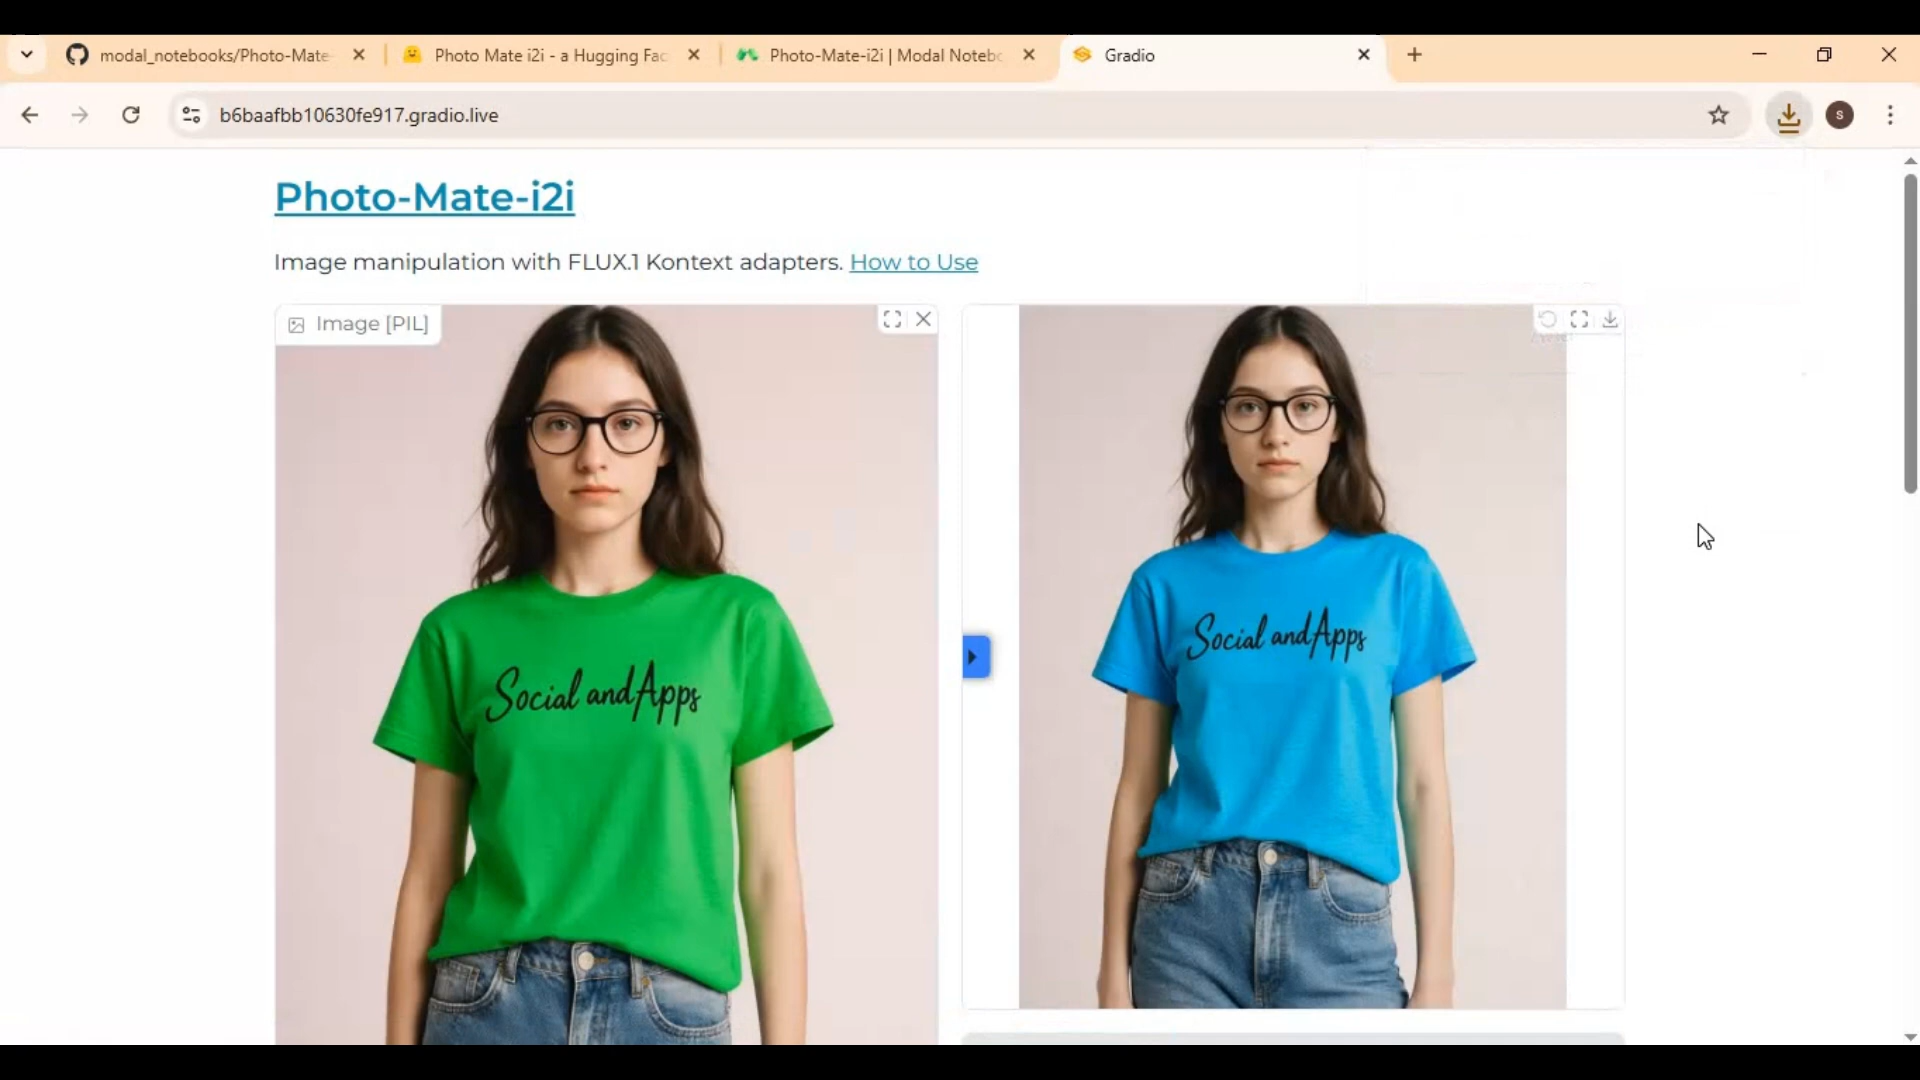 modal_notebooks/Photo-Mate-
Photo Mate i2i - a Hugging Fac
Photo-Mate-i2i | Modal Notebo
Gradio
b6baafbb10630fe917.gradio.live
S
Photo-Mate-i2i
Image manipulation with FLUX.1 Kontext adapters. How to Use
Image [PIL]
Social and Apps
Social and Apps